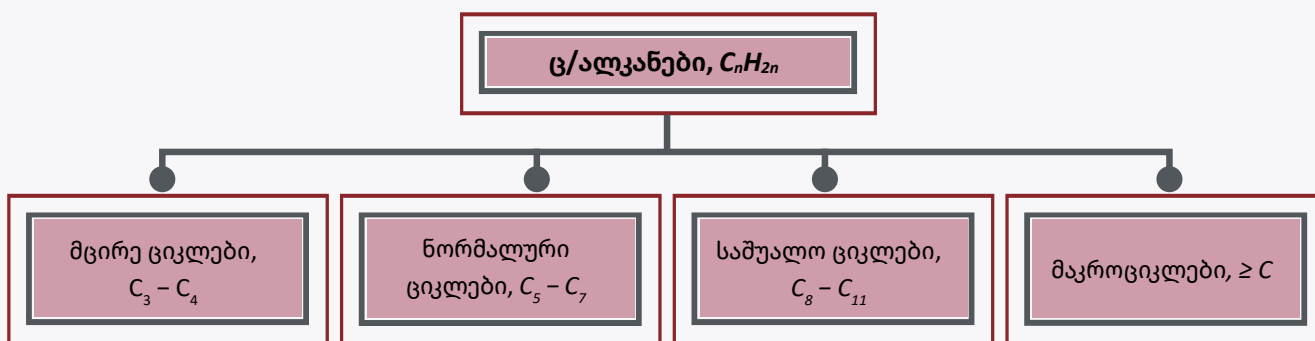 ც/ალკანები, CₙH₂ₙ
მცირე ციკლები,
C₃ – C₄
ნორმალური
ციკლები, C₅ – C₇
საშუალო ციკლები,
C₈ – C₁₁
მაკროციკლები, ≥ C